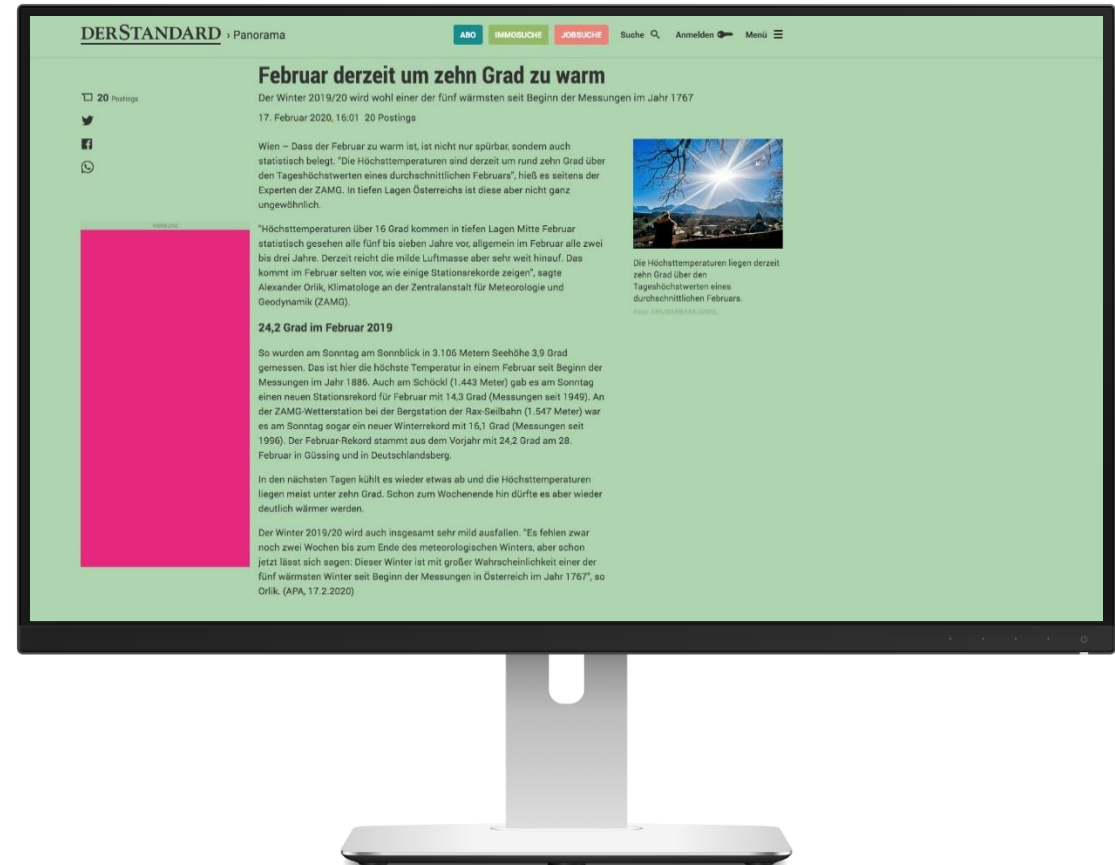 DERSTANDARD › Panorama
ABO
IMMOSUCHE
JOBSUCHE
Suche
Anmelden
Menü
Februar derzeit um zehn Grad zu warm
20 Postings
Der Winter 2019/20 wird wohl einer der fünf wärmsten seit Beginn der Messungen im Jahr 1767
17. Februar 2020, 16:01 20 Postings
Wien – Dass der Februar zu warm ist, ist nicht nur spürbar, sondern auch
statistisch belegt. "Die Höchsttemperaturen sind derzeit um rund zehn Grad über
den Tageshöchstwerten eines durchschnittlichen Februars", hieß es seitens der
Experten der ZAMG. In tiefen Lagen Österreichs ist diese aber nicht ganz
ungewöhnlich.
"Höchsttemperaturen über 16 Grad kommen in tiefen Lagen Mitte Februar
statistisch gesehen alle fünf bis sieben Jahre vor, allgemein im Februar alle zwei
bis drei Jahre. Derzeit reicht die milde Luftmasse aber sehr weit hinauf. Das
kommt im Februar selten vor, wie einige Stationsrekorde zeigen", sagte
Alexander Orlik, Klimatologe an der Zentralanstalt für Meteorologie und
Geodynamik (ZAMG).
24,2 Grad im Februar 2019
So wurden am Sonntag am Sonnblick in 3.106 Metern Seehöhe 3,9 Grad
gemessen. Das ist hier die höchste Temperatur in einem Februar seit Beginn der
Messungen im Jahr 1886. Auch am Schöckl (1.443 Meter) gab es am Sonntag
einen neuen Stationsrekord für Februar mit 14,3 Grad (Messungen seit 1949). An
der ZAMG-Wetterstation bei der Bergstation der Rax-Seilbahn (1.547 Meter) war
es am Sonntag sogar ein neuer Winterrekord mit 16,1 Grad (Messungen seit
1996). Der Februar-Rekord stammt aus dem Vorjahr mit 24,2 Grad am 28.
Februar in Güssing und in Deutschlandsberg.
In den nächsten Tagen kühlt es wieder etwas ab und die Höchsttemperaturen
liegen meist unter zehn Grad. Schon zum Wochenende hin dürfte es aber wieder
deutlich wärmer werden.
Der Winter 2019/20 wird auch insgesamt sehr mild ausfallen. "Es fehlen zwar
noch zwei Wochen bis zum Ende des meteorologischen Winters, aber schon
jetzt lässt sich sagen: Dieser Winter ist mit großer Wahrscheinlichkeit einer der
fünf wärmsten Winter seit Beginn der Messungen in Österreich im Jahr 1767", so
Orlik. (APA, 17.2.2020)
Die Höchsttemperaturen liegen derzeit
zehn Grad über den
Tageshöchstwerten eines
durchschnittlichen Februars.
WERBUNG